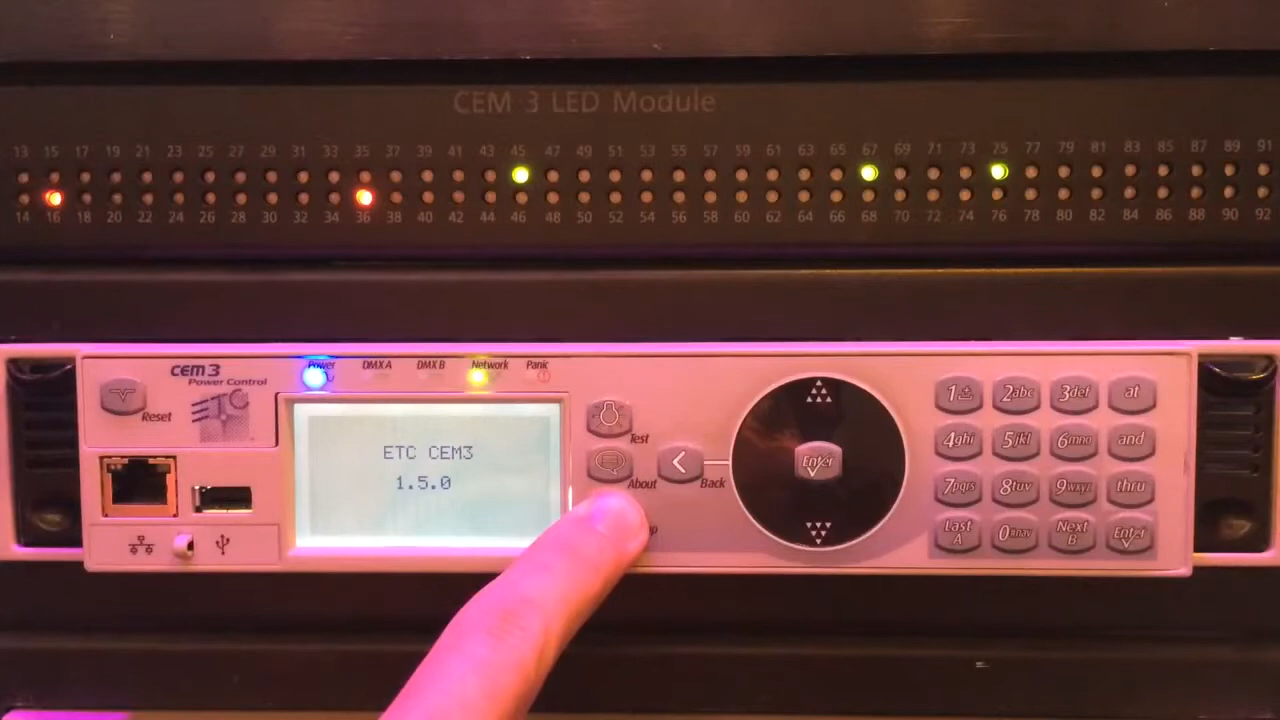 CEM 3 LED Module
13 15 17 19 21 23 25 27 29 31 33 35 37 39 41 43 45 47 49 51 53 55 57 59 61 63 65 67 69 71 73 75 77 79 81 83 85 87 89 91
14 16 18 20 22 24 26 28 30 32 34 36 38 40 42 44 46 48 50 52 54 56 58 60 62 64 66 68 70 72 74 76 78 80 82 84 86 88 90 92
CEM3
Power Control
ETC
Reset
Power DMX A DMX B Network Panic
ETC CEM3
1.5.0
Test
About
Back
Enter
1 2abc 3def at
4ghi 5jkl 6mno and
7pqrs 8tuv 9wxyz thru
Last A 0 Next B Enter